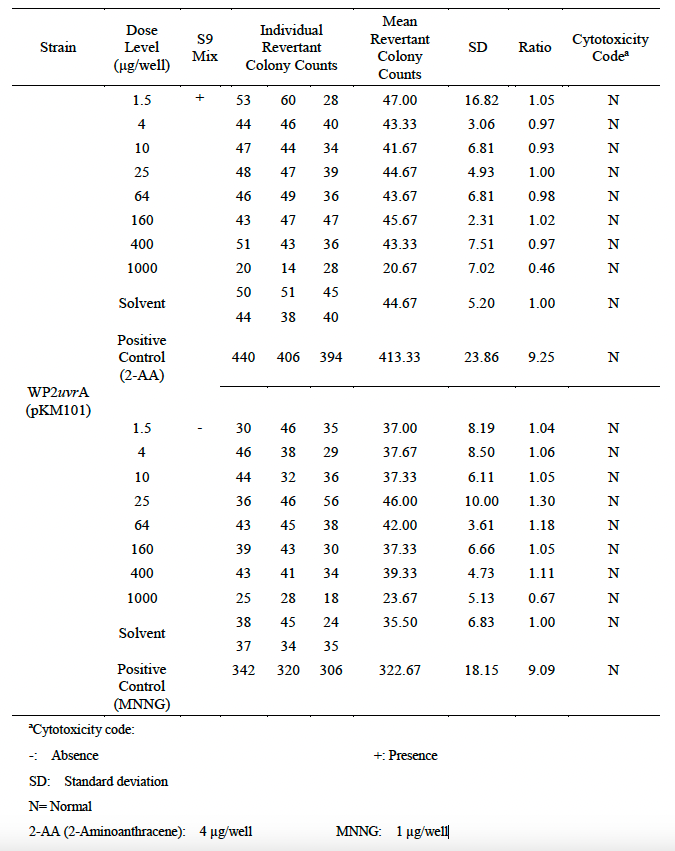 Strain Dose Level (µg/well) S9 Mix Individual Revertant Colony Counts Mean Revertant Colony Counts SD Ratio Cytotoxicity Codeª
WP2uvrA (pKM101)
1.5 + 53 60 28 47.00 16.82 1.05 N
4 44 46 40 43.33 3.06 0.97 N
10 47 44 34 41.67 6.81 0.93 N
25 48 47 39 44.67 4.93 1.00 N
64 46 49 36 43.67 6.81 0.98 N
160 43 47 47 45.67 2.31 1.02 N
400 51 43 36 43.33 7.51 0.97 N
1000 20 14 28 20.67 7.02 0.46 N
Solvent 50 51 45 44.67 5.20 1.00 N
44 38 40
Positive Control (2-AA) 440 406 394 413.33 23.86 9.25 N
1.5 - 30 46 35 37.00 8.19 1.04 N
4 46 38 29 37.67 8.50 1.06 N
10 44 32 36 37.33 6.11 1.05 N
25 36 46 56 46.00 10.00 1.30 N
64 43 45 38 42.00 3.61 1.18 N
160 39 43 30 37.33 6.66 1.05 N
400 43 41 34 39.33 4.73 1.11 N
1000 25 28 18 23.67 5.13 0.67 N
Solvent 38 45 24 35.50 6.83 1.00 N
37 34 35
Positive Control (MNNG) 342 320 306 322.67 18.15 9.09 N
ªCytotoxicity code:
-: Absence +: Presence
SD: Standard deviation
N= Normal
2-AA (2-Aminoanthracene): 4 µg/well MNNG: 1 µg/well